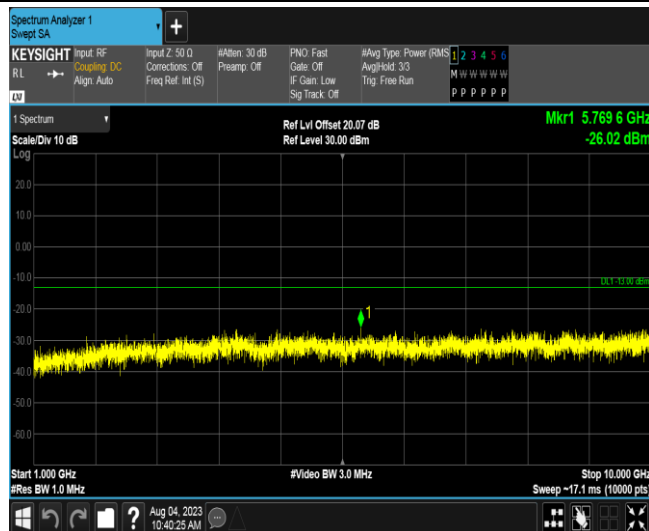 Spectrum Analyzer 1
Swept SA
+
KEYSIGHT
RL
Input: RF
Coupling: DC
Align: Auto
Input Z: 50 Ω
Corrections: Off
Freq Ref: Int (S)
#Atten: 30 dB
Preamp: Off
PNO: Fast
Gate: Off
IF Gain: Low
Sig Track: Off
#Avg Type: Power (RMS
Avg|Hold: 3/3
Trig: Free Run
1 2 3 4 5 6
M W W W W W
P P P P P P
1 Spectrum
Scale/Div 10 dB
Log
Ref Lvl Offset 20.07 dB
Ref Level 30.00 dBm
Mkr1 5.769 6 GHz
-26.02 dBm
20.0
10.0
0.00
-10.0
DL1 -13.00 dBm
-20.0
1
-30.0
-40.0
-50.0
-60.0
Start 1.000 GHz
#Res BW 1.0 MHz
#Video BW 3.0 MHz
Stop 10.000 GHz
Sweep ~17.1 ms (10000 pts)
?
Aug 04, 2023
10:40:25 AM